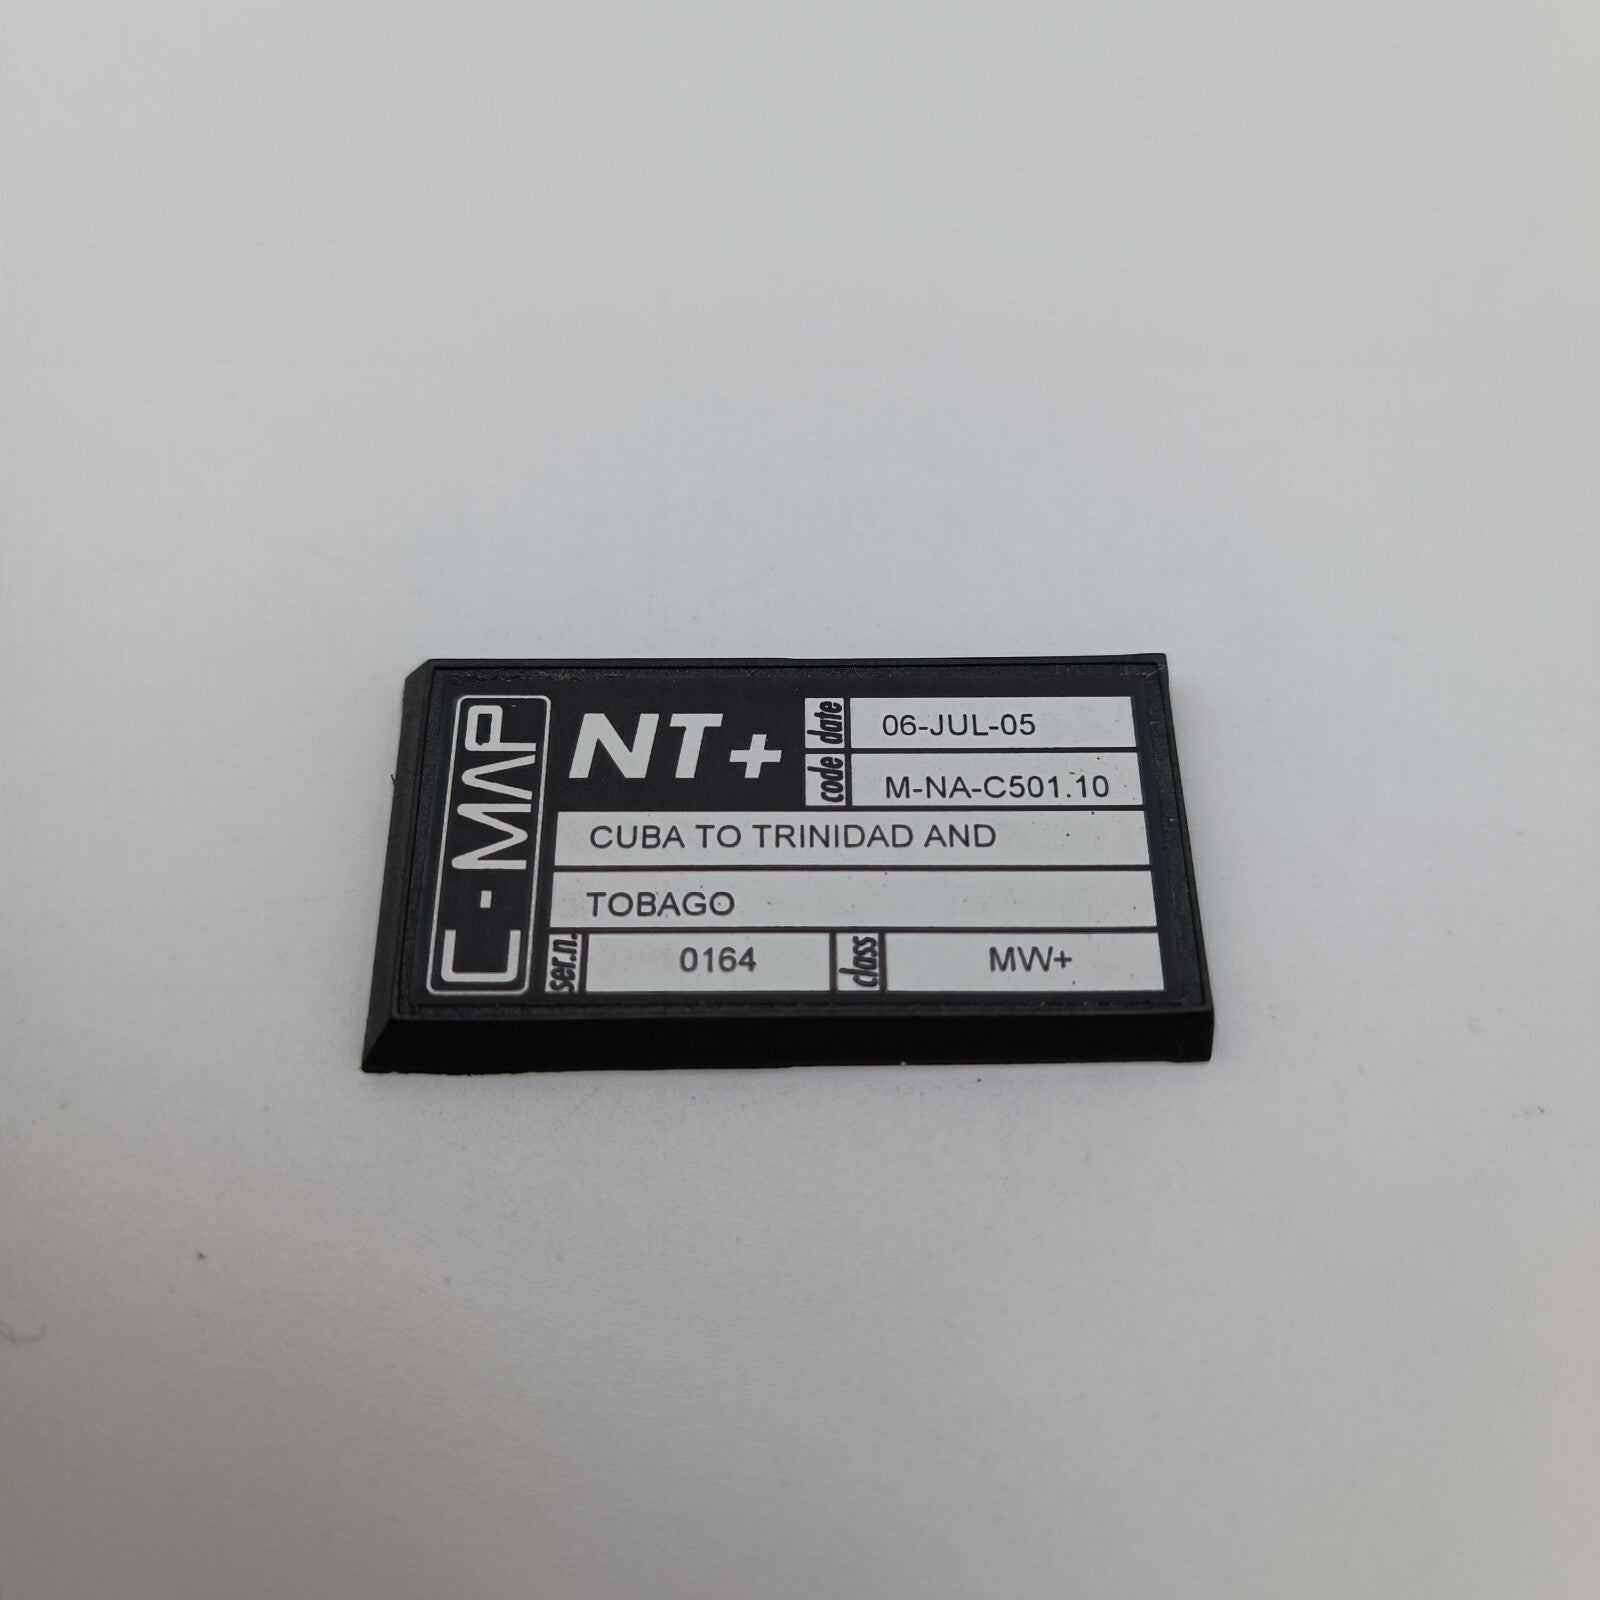 C-MAP
NT+
date 06-JUL-05
code M-NA-C501.10
CUBA TO TRINIDAD AND
TOBAGO
ser.n. 0164 class MW+